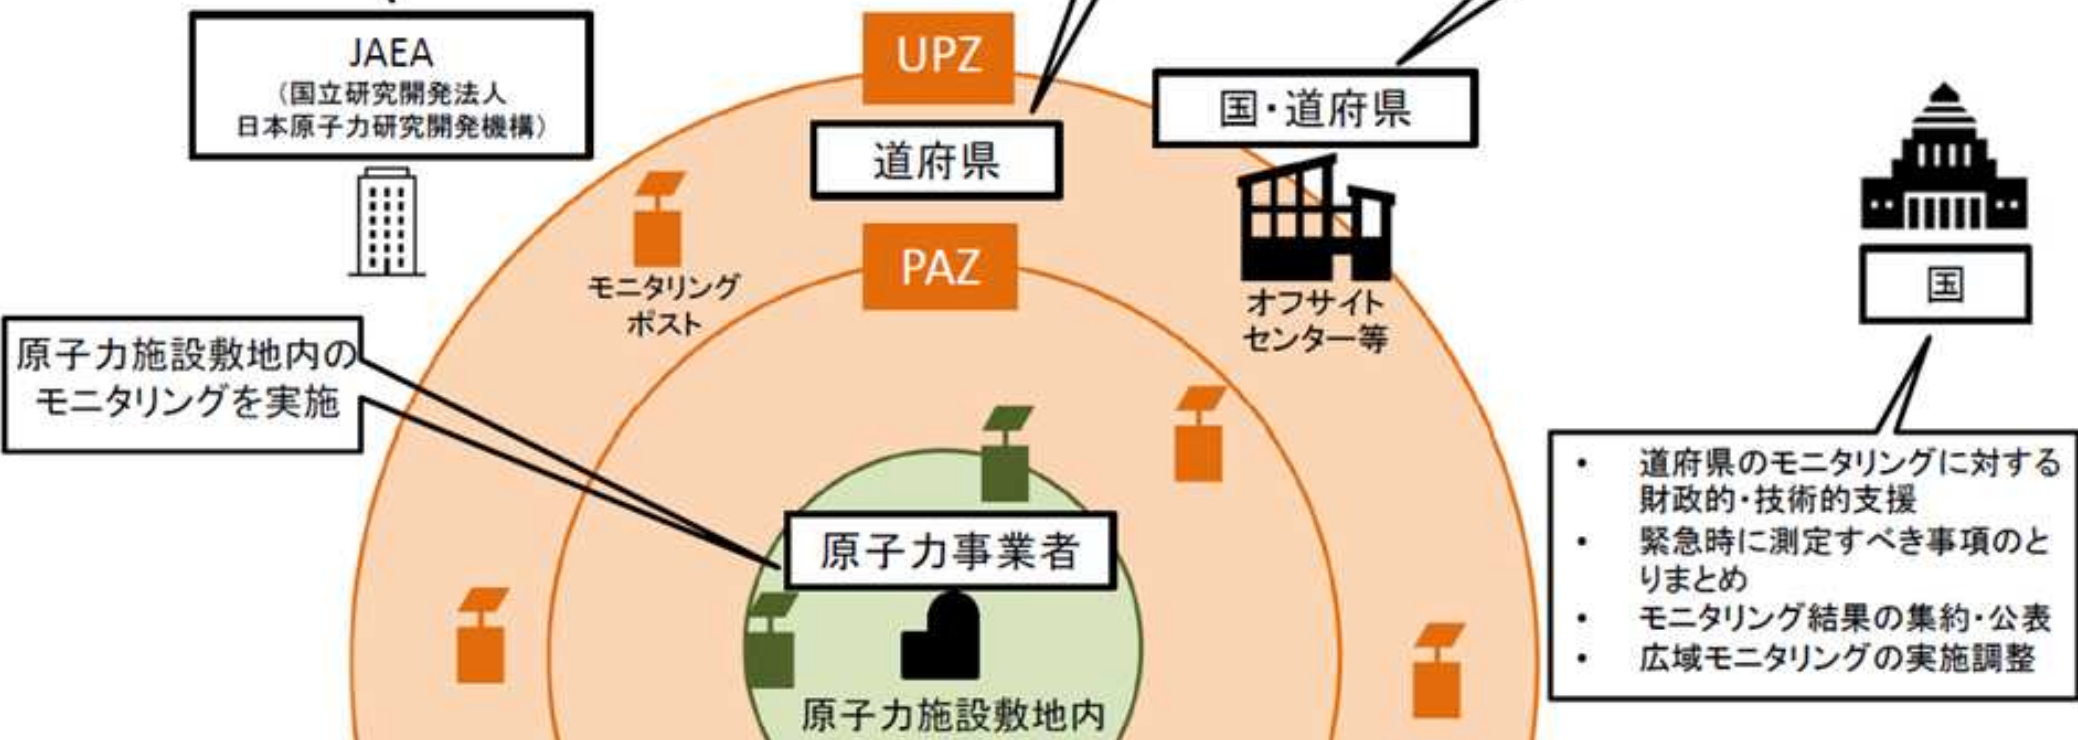 JAEA
（国立研究開発法人
日本原子力研究開発機構）
UPZ
道府県
国・道府県
モニタリング
ポスト
PAZ
オフサイト
センター等
国
原子力施設敷地内の
モニタリングを実施
原子力事業者
原子力施設敷地内
• 道府県のモニタリングに対する
財政的・技術的支援
• 緊急時に測定すべき事項のと
りまとめ
• モニタリング結果の集約・公表
• 広域モニタリングの実施調整